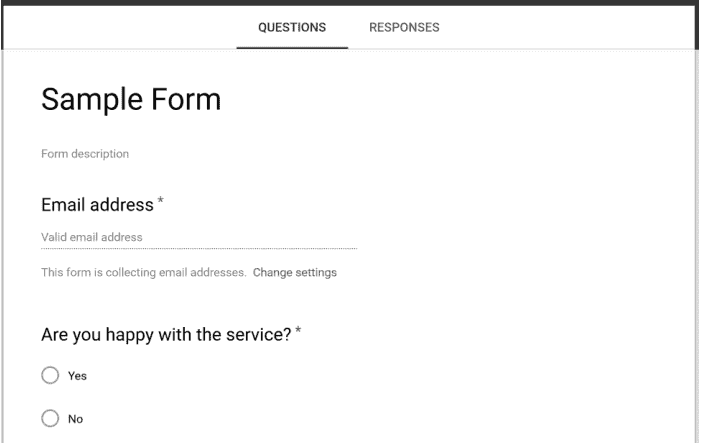 QUESTIONS RESPONSES
Sample Form
Form description
Email address *
Valid email address
This form is collecting email addresses. Change settings
Are you happy with the service? *
Yes
No